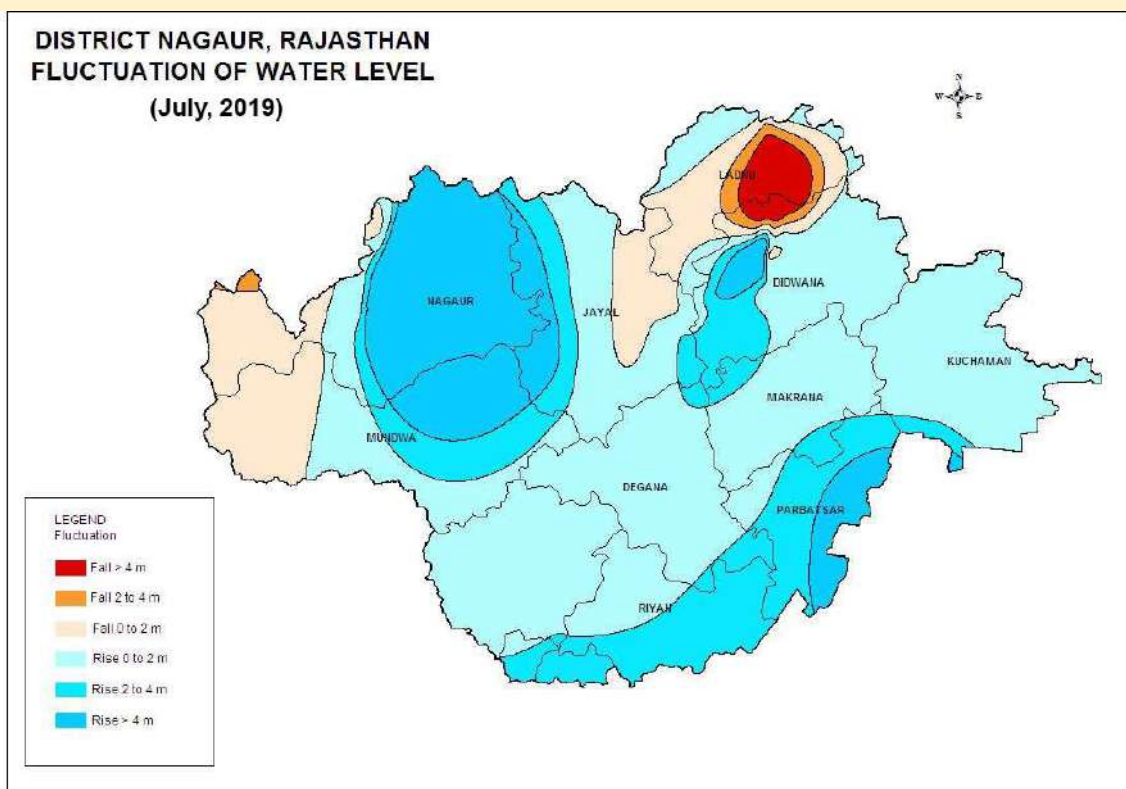 DISTRICT NAGAUR, RAJASTHAN
FLUCTUATION OF WATER LEVEL
(July, 2019)
N
W E
S
LADNU
NAGAUR
DIDWANA
JAYAL
KUCHAMAN
MAKRANA
MUNDWA
DEGANA
PARBATSAR
RIYAN
LEGEND
Fluctuation
Fall > 4 m
Fall 2 to 4 m
Fall 0 to 2 m
Rise 0 to 2 m
Rise 2 to 4 m
Rise > 4 m